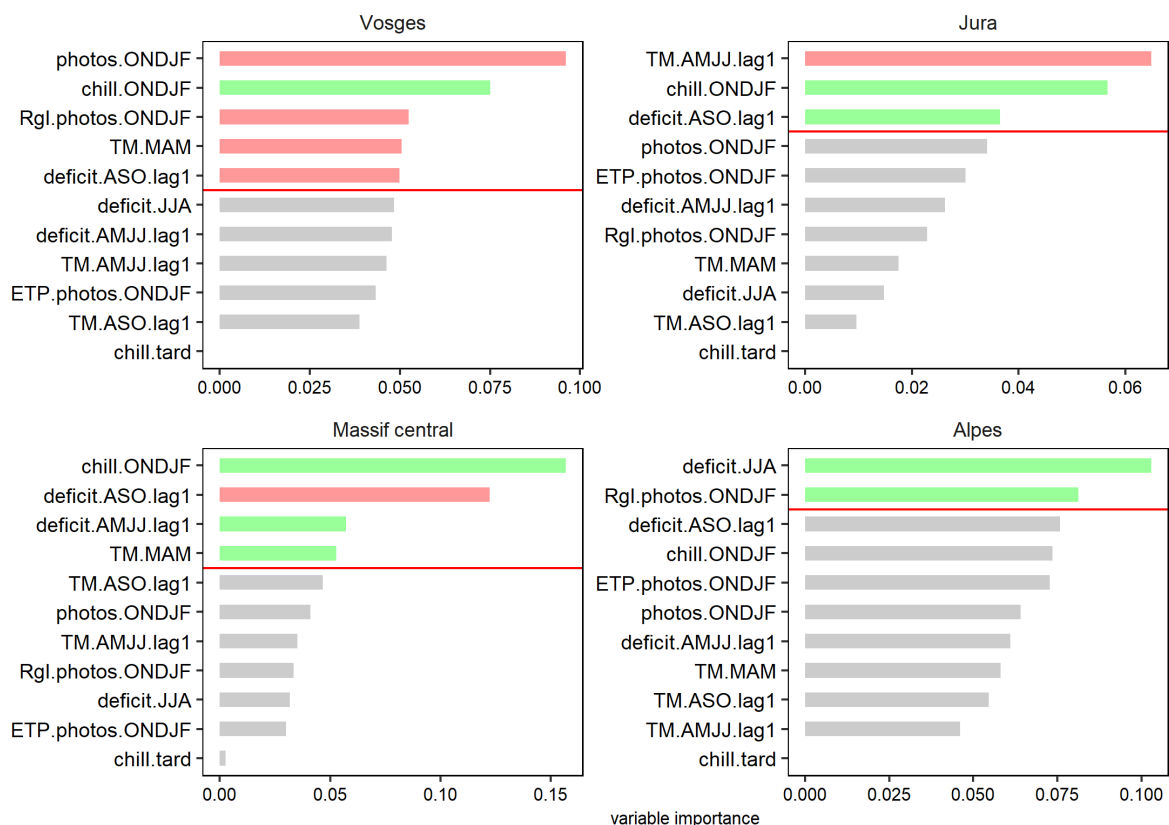 Vosges
photos.ONDJF
chill.ONDJF
Rgl.photos.ONDJF
TM.MAM
deficit.ASO.lag1
deficit.JJA
deficit.AMJJ.lag1
TM.AMJJ.lag1
ETP.photos.ONDJF
TM.ASO.lag1
chill.tard
0.000 0.025 0.050 0.075 0.100
Jura
TM.AMJJ.lag1
chill.ONDJF
deficit.ASO.lag1
photos.ONDJF
ETP.photos.ONDJF
deficit.AMJJ.lag1
Rgl.photos.ONDJF
TM.MAM
deficit.JJA
TM.ASO.lag1
chill.tard
0.00 0.02 0.04 0.06
Massif central
chill.ONDJF
deficit.ASO.lag1
deficit.AMJJ.lag1
TM.MAM
TM.ASO.lag1
photos.ONDJF
TM.AMJJ.lag1
Rgl.photos.ONDJF
deficit.JJA
ETP.photos.ONDJF
chill.tard
0.00 0.05 0.10 0.15
Alpes
deficit.JJA
Rgl.photos.ONDJF
deficit.ASO.lag1
chill.ONDJF
ETP.photos.ONDJF
photos.ONDJF
deficit.AMJJ.lag1
TM.MAM
TM.ASO.lag1
TM.AMJJ.lag1
chill.tard
0.000 0.025 0.050 0.075 0.100
variable importance